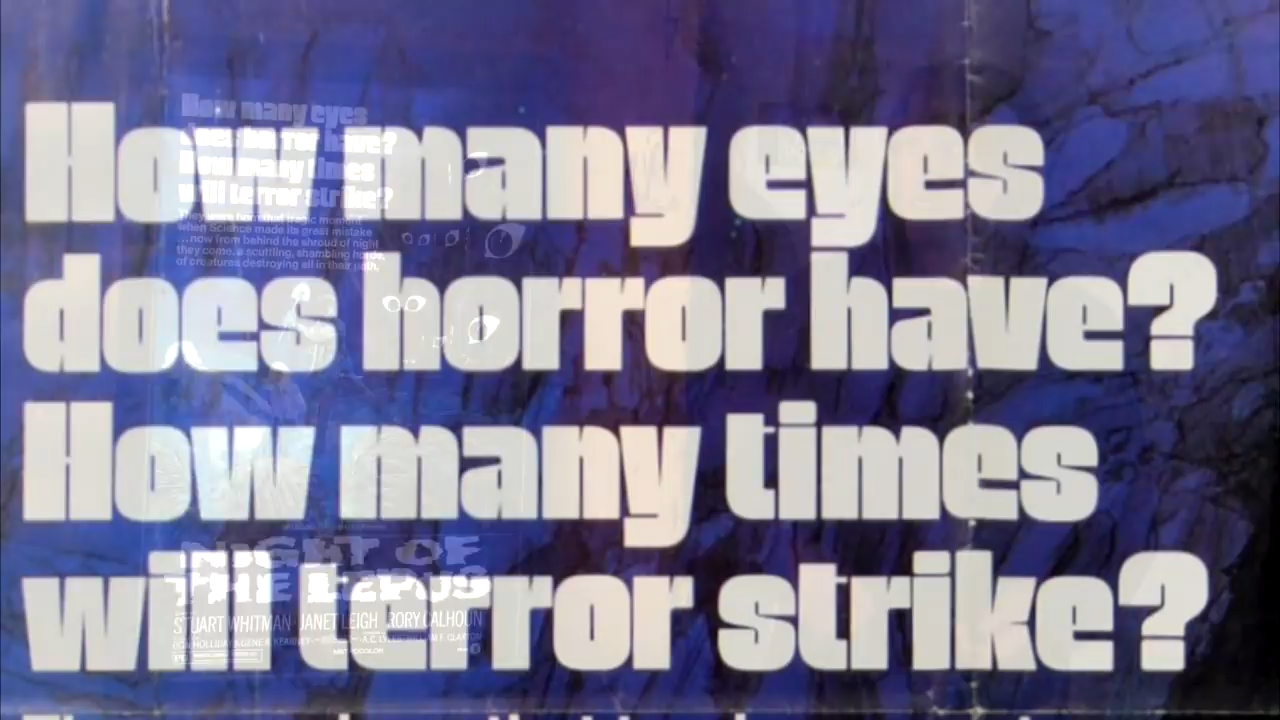 How many eyes
does horror have?
How many times
will terror strike?
How many eyes
does horror have?
How many times
will terror strike?
They were born that tragic moment
when Science made its great mistake
...now from behind the shroud of night
they come, a scuttling, shambling horde,
of creatures destroying all in their path.
NIGHT OF
THE LEPUS
STUART WHITMAN JANET LEIGH RORY CALHOUN
METROCOLOR
PG